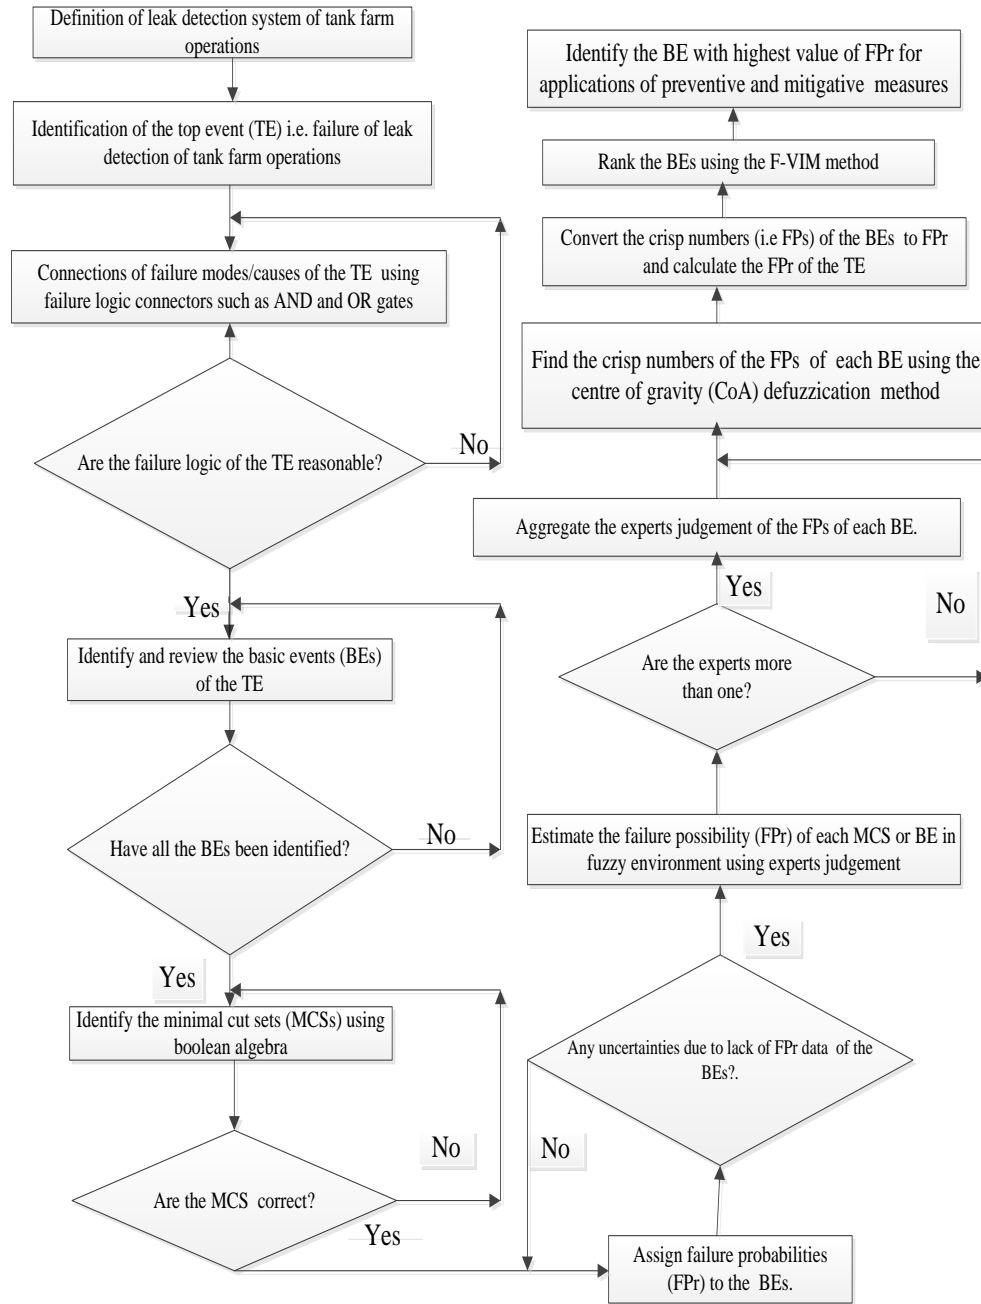 Definition of leak detection system of tank farm
operations
Identification of the top event (TE) i.e. failure of leak
detection of tank farm operations
Connections of failure modes/causes of the TE using
failure logic connectors such as AND and OR gates
No
Are the failure logic of the TE reasonable?
Yes
Identify and review the basic events (BEs)
of the TE
No
Have all the BEs been identified?
Yes
Identify the minimal cut sets (MCSs) using
boolean algebra
No
Are the MCS correct?
Yes
Assign failure probabilities
(FPr) to the BEs.
No
Any uncertainties due to lack of FPr data of the
BEs?.
Yes
Estimate the failure possibility (FPr) of each MCS or BE in
fuzzy environment using experts judgement
Are the experts more
than one?
No
Yes
Aggregate the experts judgement of the FPs of each BE.
Find the crisp numbers of the FPs of each BE using the
centre of gravity (CoA) defuzzication method
Convert the crisp numbers (i.e FPs) of the BEs to FPr
and calculate the FPr of the TE
Rank the BEs using the F-VIM method
Identify the BE with highest value of FPr for
applications of preventive and mitigative measures